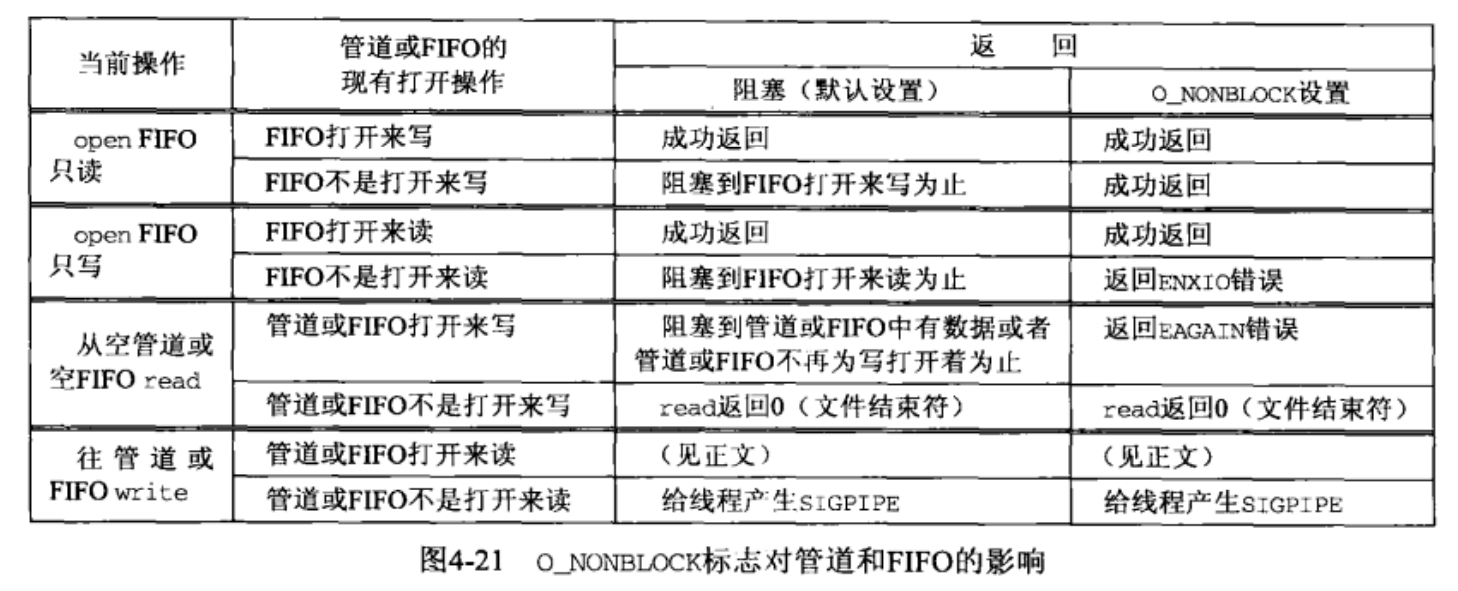 当前操作
管道或FIFO的
现有打开操作
返 回
阻塞（默认设置）
O_NONBLOCK设置
open FIFO
只读
FIFO打开来写
成功返回
成功返回
FIFO不是打开来写
阻塞到FIFO打开来写为止
成功返回
open FIFO
只写
FIFO打开来读
成功返回
成功返回
FIFO不是打开来读
阻塞到FIFO打开来读为止
返回ENXIO错误
从空管道或
空FIFO read
管道或FIFO打开来写
阻塞到管道或FIFO中有数据或者
管道或FIFO不再为写打开着为止
返回EAGAIN错误
管道或FIFO不是打开来写
read返回0（文件结束符）
read返回0（文件结束符）
往管道或
FIFO write
管道或FIFO打开来读
（见正文）
（见正文）
管道或FIFO不是打开来读
给线程产生SIGPIPE
给线程产生SIGPIPE
图4-21 O_NONBLOCK标志对管道和FIFO的影响